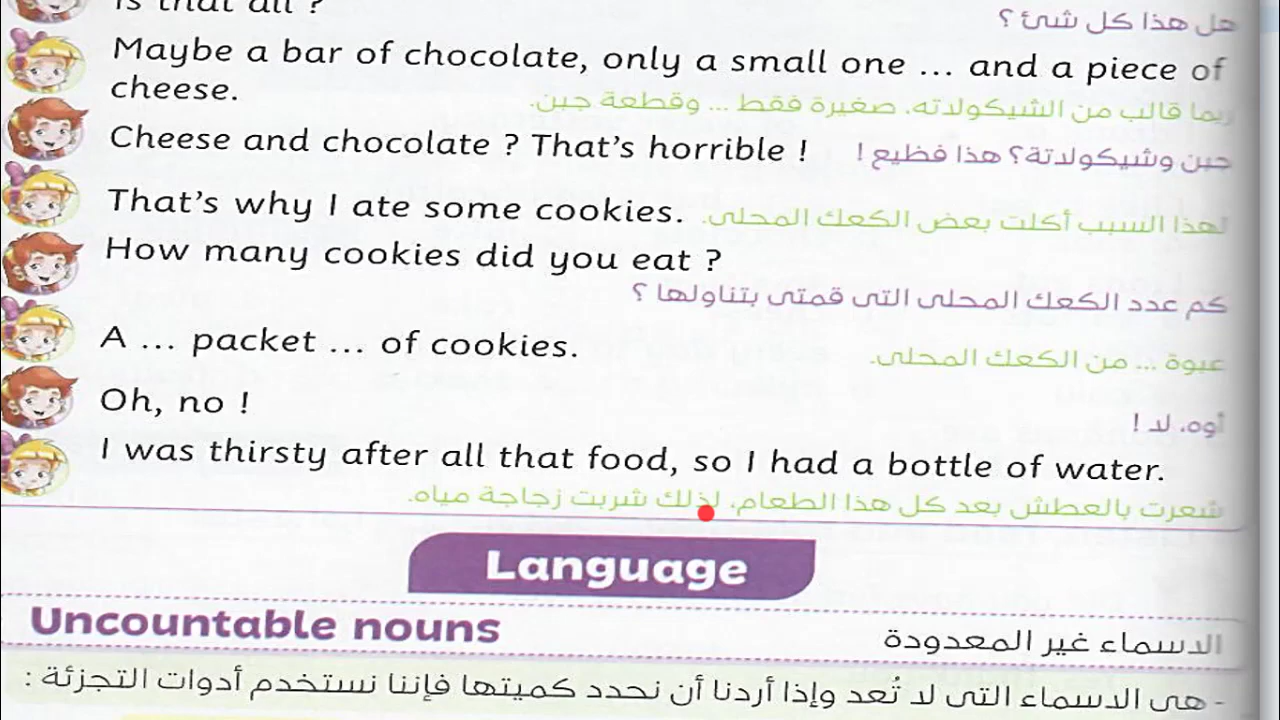 Is that all ?
هل هذا كل شئ ؟
Maybe a bar of chocolate, only a small one ... and a piece of
cheese.
ربما قالب من الشيكولاته، صغيرة فقط ... وقطعة جبن.
Cheese and chocolate ? That's horrible !
جبن وشيكولاتة؟ هذا فظيع !
That's why I ate some cookies.
لهذا السبب أكلت بعض الكعك المحلى.
How many cookies did you eat ?
كم عدد الكعك المحلى التى قمتى بتناولها ؟
A ... packet ... of cookies.
عبوة ... من الكعك المحلى.
Oh, no !
أوه، لا !
I was thirsty after all that food, so I had a bottle of water.
شعرت بالعطش بعد كل هذا الطعام، لذلك شربت زجاجة مياه.
Language
Uncountable nouns
الاسماء غير المعدودة
- هى الاسماء التى لا تُعد وإذا أردنا أن نحدد كميتها فإننا نستخدم أدوات التجزئة :